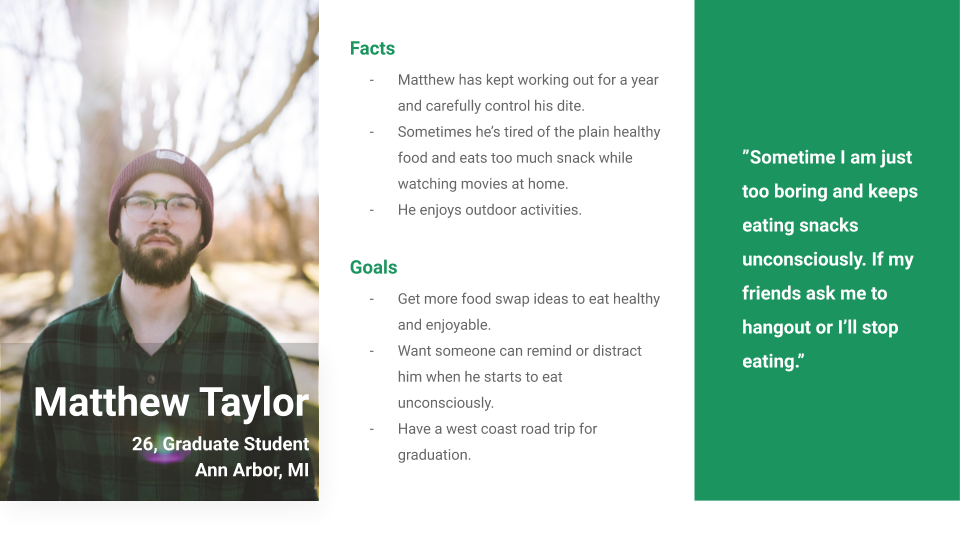 Matthew Taylor
26, Graduate Student
Ann Arbor, MI
Facts
- Matthew has kept working out for a year
and carefully control his dite.
- Sometimes he's tired of the plain healthy
food and eats too much snack while
watching movies at home.
- He enjoys outdoor activities.
Goals
- Get more food swap ideas to eat healthy
and enjoyable.
- Want someone can remind or distract
him when he starts to eat
unconsciously.
- Have a west coast road trip for
graduation.
”Sometime I am just
too boring and keeps
eating snacks
unconsciously. If my
friends ask me to
hangout or I’ll stop
eating.”